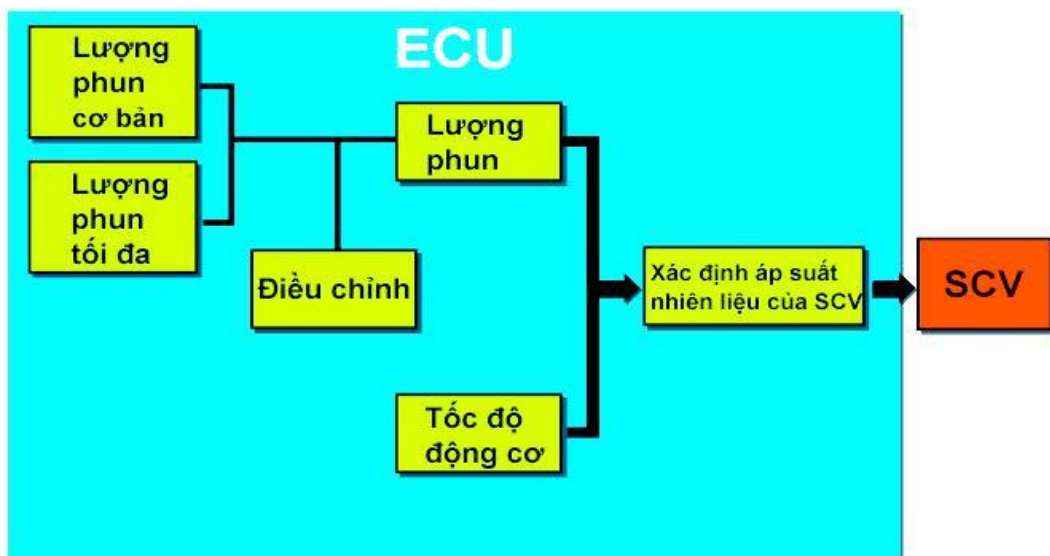 ECU
Lượng
phun
cơ bản
Lượng
phun
tối đa
Điều chỉnh
Lượng
phun
Tốc độ
động cơ
Xác định áp suất
nhiên liệu của SCV
SCV